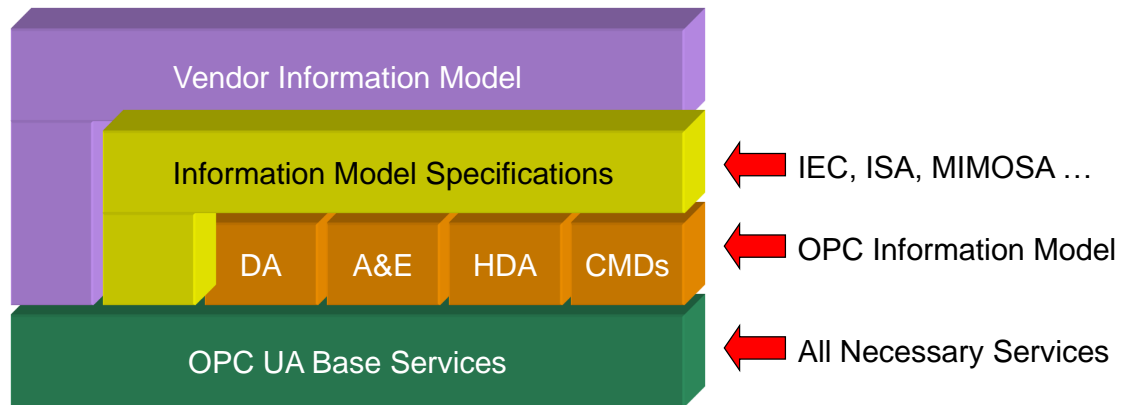 Vendor Information Model
Information Model Specifications
IEC, ISA, MIMOSA …
DA
A&E
HDA
CMDs
OPC Information Model
OPC UA Base Services
All Necessary Services